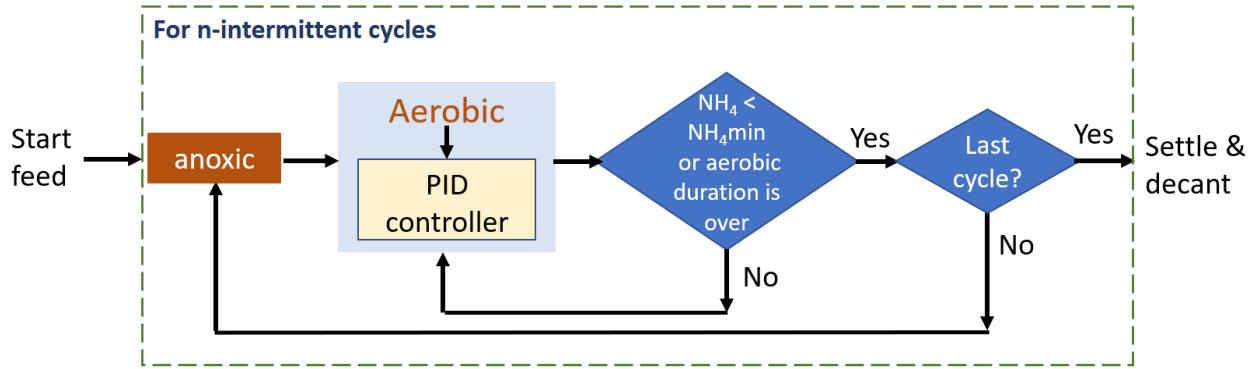 For n-intermittent cycles
Start
feed
anoxic
Aerobic
PID
controller
NH₄ <
NH₄min
or aerobic
duration is
over
Yes
No
Last
cycle?
Yes
No
Settle &
decant